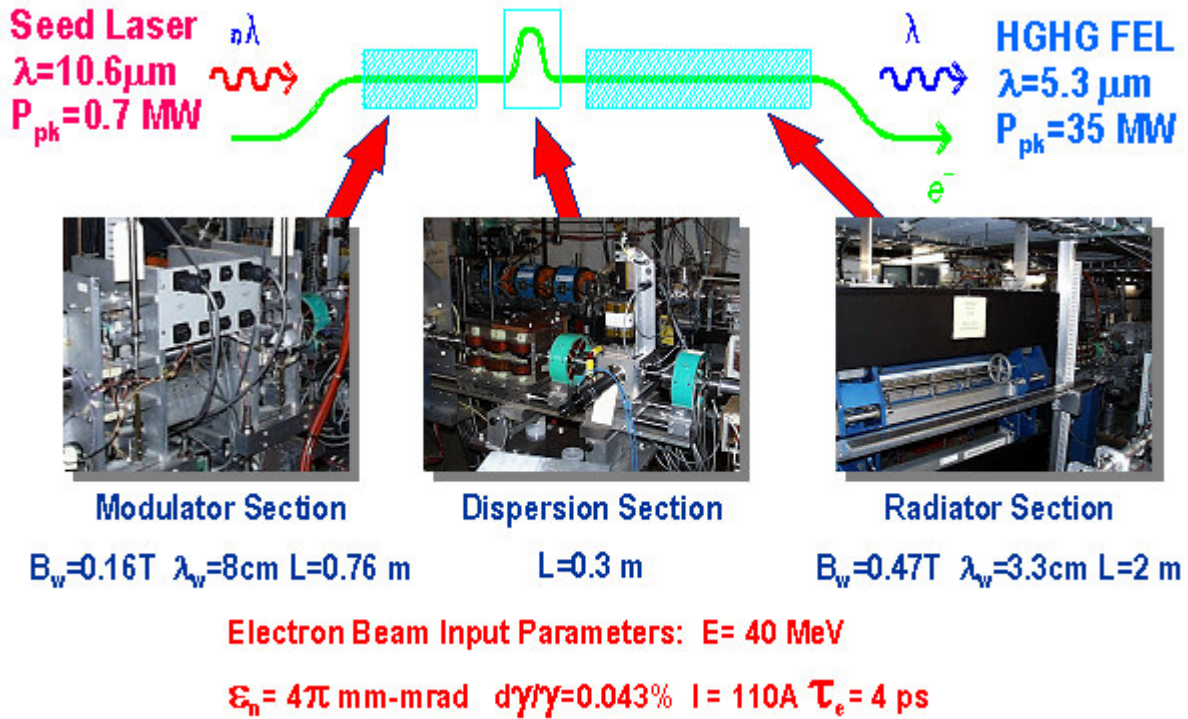 Seed Laser
λ=10.6μm
Ppk=0.7 MW
nλ
λ
HGHG FEL
λ=5.3 μm
Ppk=35 MW
e⁻
Modulator Section
Dispersion Section
Radiator Section
Bw=0.16T λw=8cm L=0.76 m
L=0.3 m
Bw=0.47T λw=3.3cm L=2 m
Electron Beam Input Parameters: E= 40 MeV
εn= 4π mm-mrad dγ/γ=0.043% I = 110A τe= 4 ps